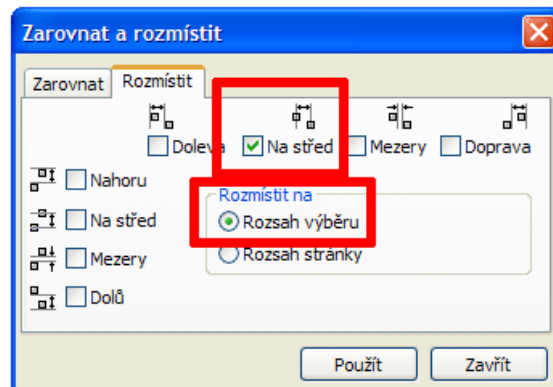 Zarovnat a rozmístit
Zarovnat Rozmístit
Doleva Na střed Mezery Doprava
Nahoru
Rozmístit na
Na střed Rozsah výběru
Mezery Rozsah stránky
Dolů
Použít Zavřít